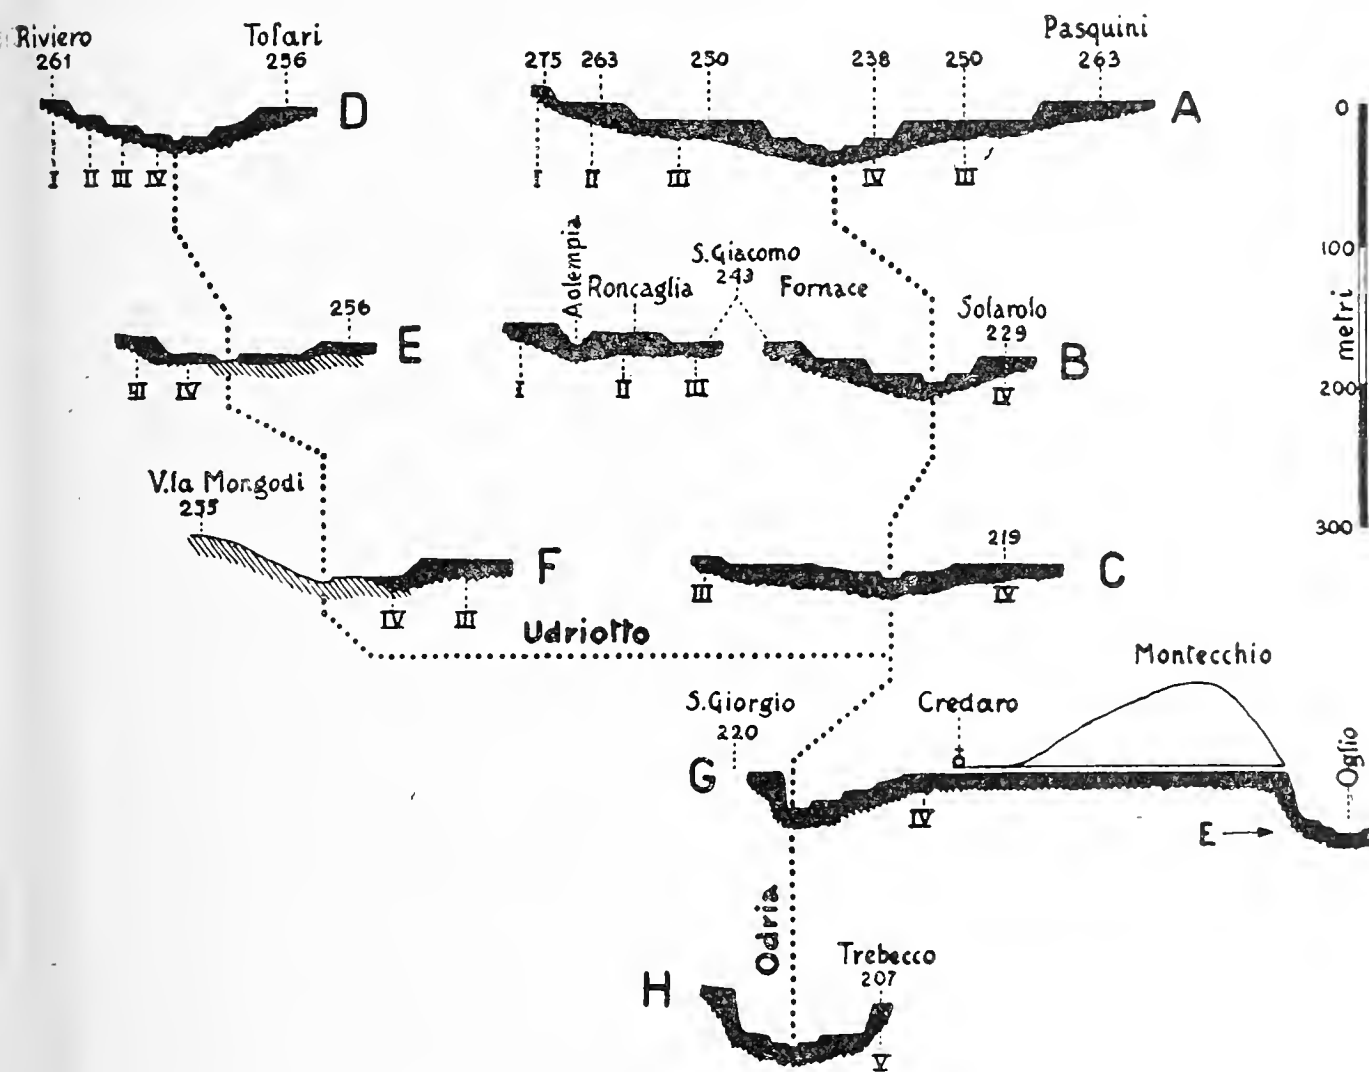 Riviero
261
Tofari
256
D
I II III IV
275 263 250 238 250 263
Pasquini
A
I II III IV III
0
100
metri
200
300
256
E
III IV
Aolempia
Roncaglia
S. Giacomo
243
Fornace
Solarolo
229
B
I II III IV
V.la Mongodi
255
F
IV III
219
C
III IV
Udriotto
S. Giorgio
220
Credaro
Montecchio
Oglio
G
IV
E
Odria
Trebecco
207
H
V